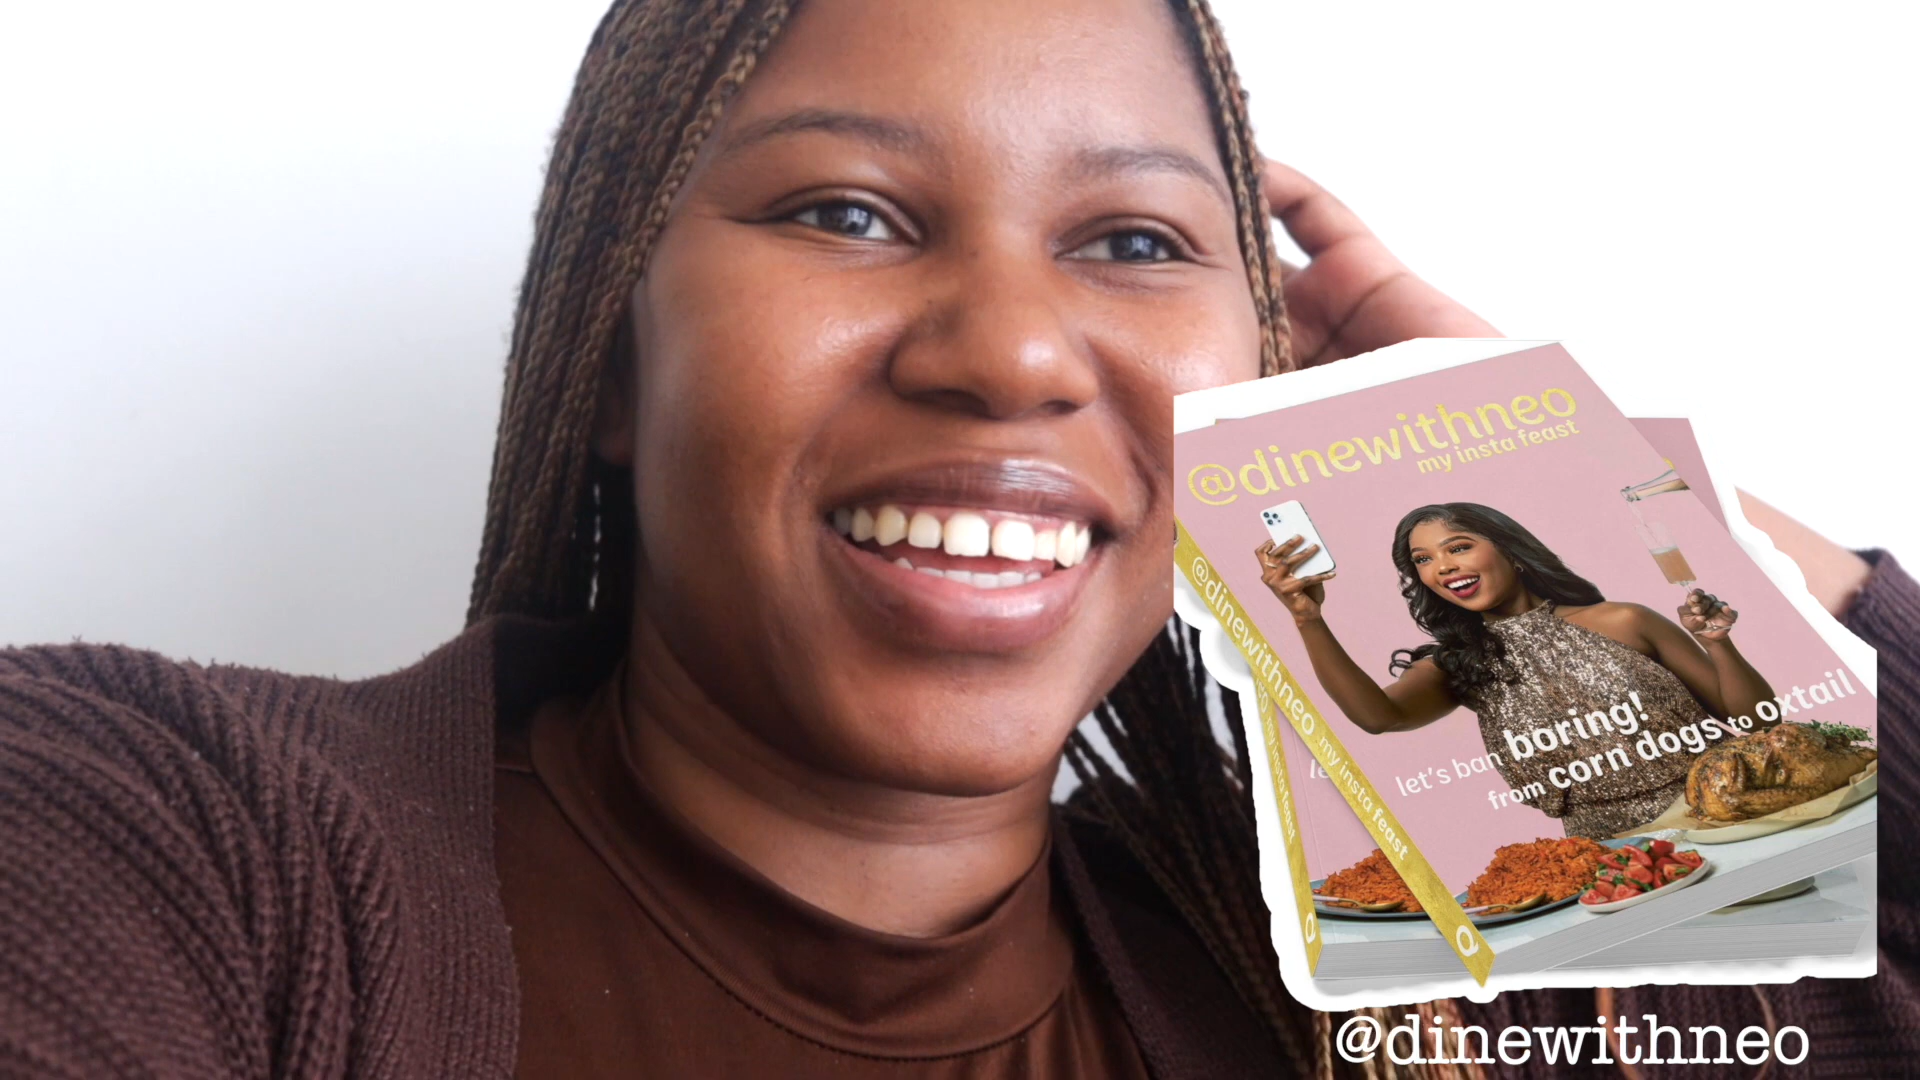 @dinewithneo
my insta feast
@dinewithneo my insta feast
let's ban boring!
from corn dogs to oxtail
@
@dinewithneo